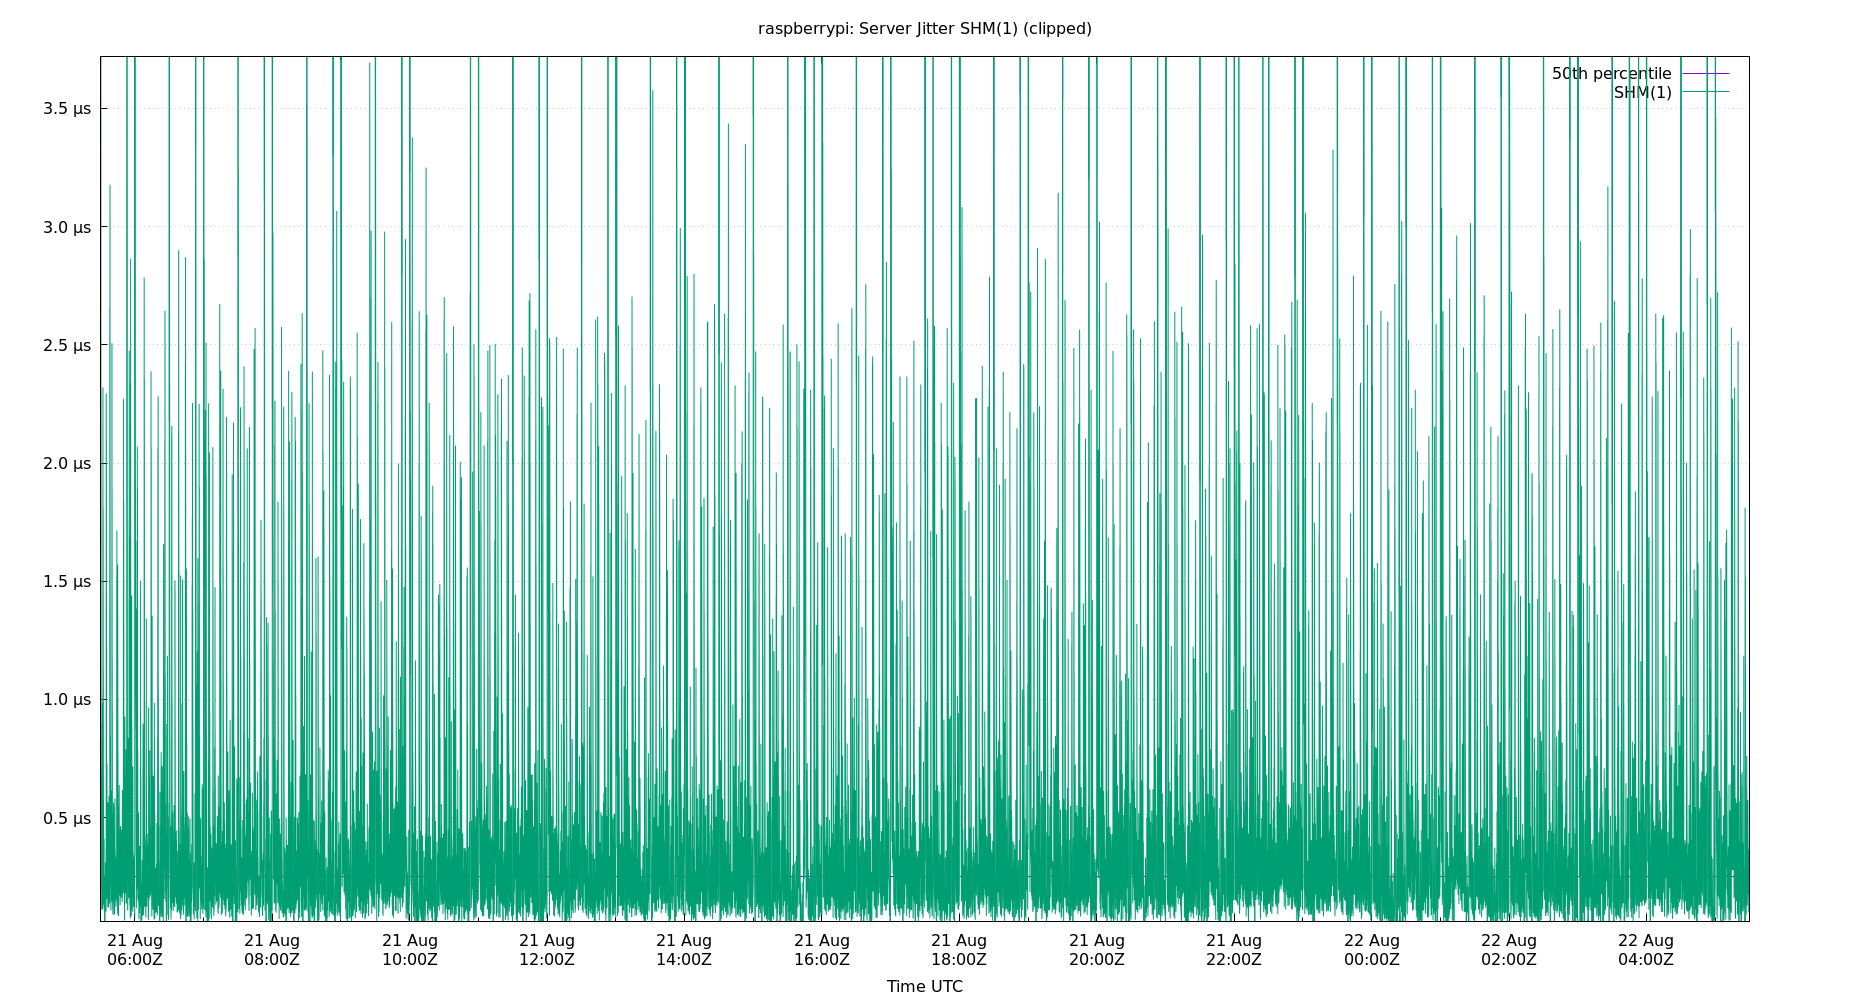 raspberrypi: Server Jitter SHM(1) (clipped)
50th percentile
SHM(1)
3.5 µs
3.0 µs
2.5 µs
2.0 µs
1.5 µs
1.0 µs
0.5 µs
21 Aug 21 Aug 21 Aug 21 Aug 21 Aug 21 Aug 21 Aug 21 Aug 21 Aug 22 Aug 22 Aug 22 Aug
06:00Z 08:00Z 10:00Z 12:00Z 14:00Z 16:00Z 18:00Z 20:00Z 22:00Z 00:00Z 02:00Z 04:00Z
Time UTC